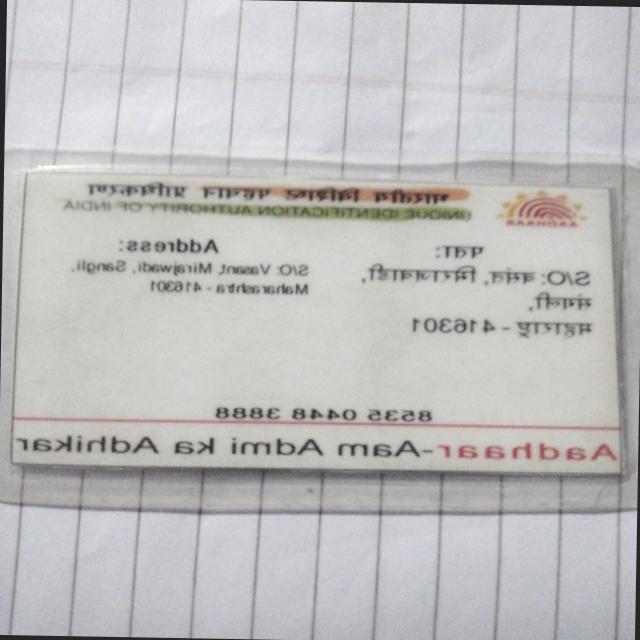 भारतीय विशिष्ट पहचान प्राधिकरण
UNIQUE IDENTIFICATION AUTHORITY OF INDIA
AADHAAR
पता:
S/O: वसंत, मिरजवाडी,
सांगली,
महाराष्ट्र - 416301
Address:
S/O: Vasant, Mirajwadi, Sangli,
Maharashtra - 416301
8535 0448 3888
Aadhaar-Aam Admi ka Adhikar